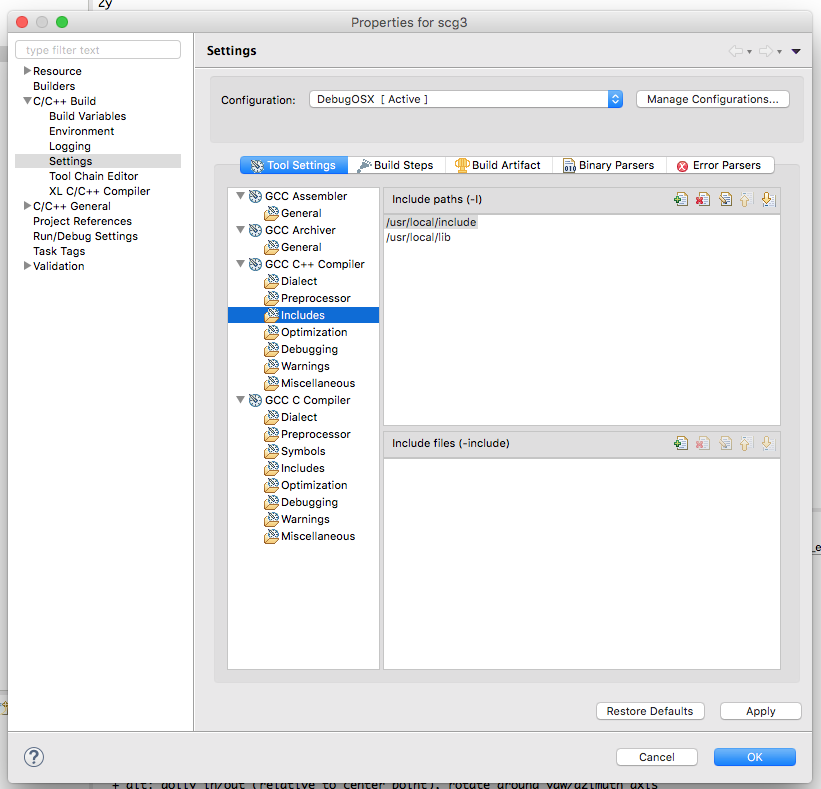 2y
Properties for scg3
type filter text
Settings
Resource
Builders
C/C++ Build
Build Variables
Environment
Logging
Settings
Tool Chain Editor
XL C/C++ Compiler
C/C++ General
Project References
Run/Debug Settings
Task Tags
Validation
Configuration:
DebugOSX [ Active ]
Manage Configurations...
Tool Settings
Build Steps
Build Artifact
Binary Parsers
Error Parsers
GCC Assembler
General
GCC Archiver
General
GCC C++ Compiler
Dialect
Preprocessor
Includes
Optimization
Debugging
Warnings
Miscellaneous
GCC C Compiler
Dialect
Preprocessor
Symbols
Includes
Optimization
Debugging
Warnings
Miscellaneous
Include paths (-I)
/usr/local/include
/usr/local/lib
Include files (-include)
Restore Defaults
Apply
?
Cancel
OK
+ alt: dolly in/out (relative to center point), rotate around yaw/azimuth axis